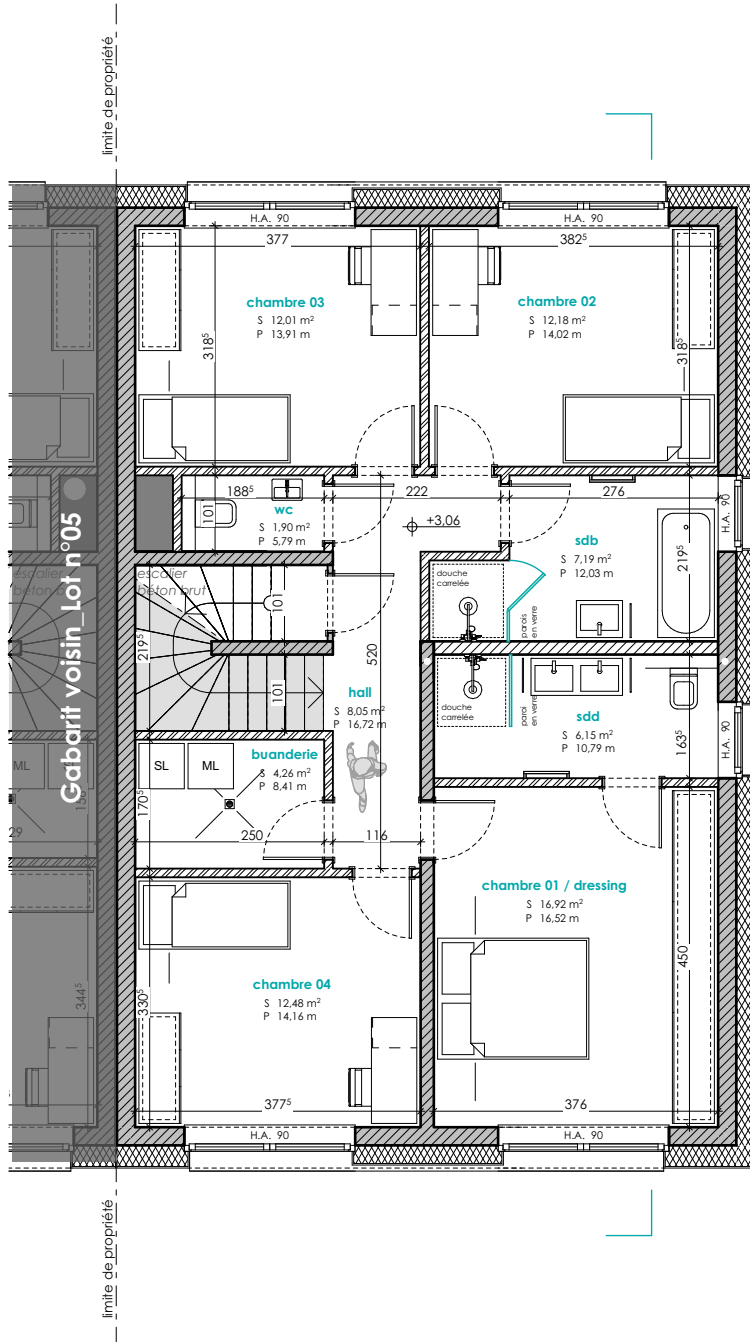 limite de propriété
H.A. 90
H.A. 90
377
382⁵
chambre 03
S 12,01 m²
P 13,91 m
chambre 02
S 12,18 m²
P 14,02 m
318⁵
318⁵
188⁵
222
276
H.A. 90
101
wc
S 1,90 m²
P 5,79 m
+3,06
sdb
S 7,19 m²
P 12,03 m
219⁵
Gabarit voisin_Lot n°05
escalier
béton b
escalier
béton brut
101
douche
carrelée
parois
en verre
219⁵
520
101
hall
S 8,05 m²
P 16,72 m
douche
carrelée
paroi
en verre
sdd
S 6,15 m²
P 10,79 m
163⁵
H.A. 90
ML
SL
ML
buanderie
S 4,26 m²
P 8,41 m
170⁵
29
250
116
chambre 01 / dressing
S 16,92 m²
P 16,52 m
450
chambre 04
S 12,48 m²
P 14,16 m
344⁵
330⁵
377⁵
376
H.A. 90
H.A. 90
limite de propriété